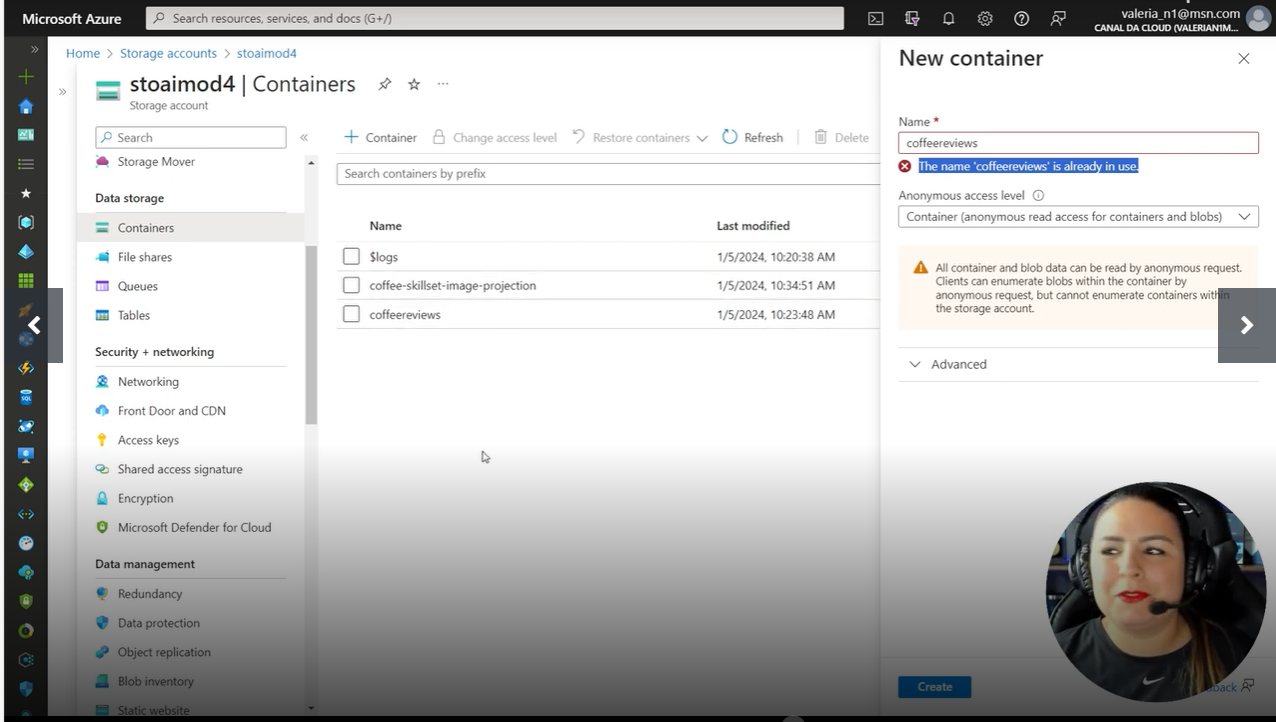 Microsoft Azure
Search resources, services, and docs (G+/)
valeria_n1@msn.com
CANAL DA CLOUD (VALERIAN1M...
Home > Storage accounts > stoaimod4
stoaimod4 | Containers
Storage account
Search
Storage Mover
Data storage
Containers
File shares
Queues
Tables
Security + networking
Networking
Front Door and CDN
Access keys
Shared access signature
Encryption
Microsoft Defender for Cloud
Data management
Redundancy
Data protection
Object replication
Blob inventory
Static website
+ Container Change access level Restore containers Refresh Delete
Search containers by prefix
Name Last modified
$logs 1/5/2024, 10:20:38 AM
coffee-skillset-image-projection 1/5/2024, 10:34:51 AM
coffeereviews 1/5/2024, 10:23:48 AM
New container
Name *
coffeereviews
The name 'coffeereviews' is already in use.
Anonymous access level
Container (anonymous read access for containers and blobs)
All container and blob data can be read by anonymous request.
Clients can enumerate blobs within the container by
anonymous request, but cannot enumerate containers within
the storage account.
Advanced
Create